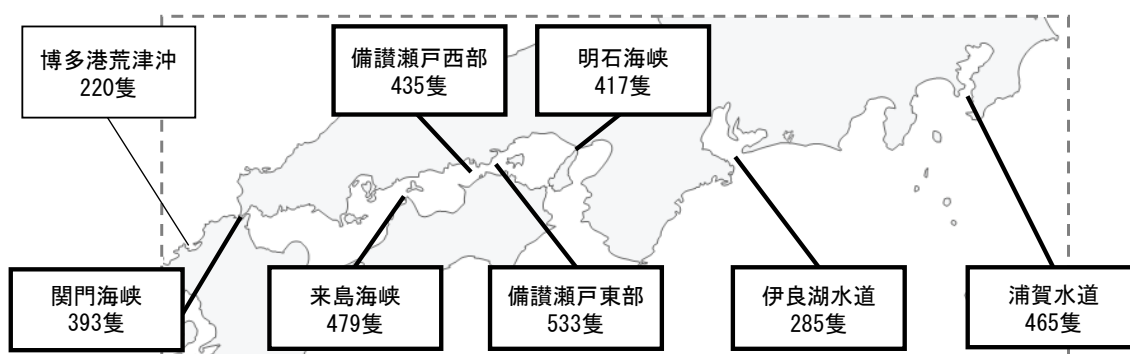 博多港荒津沖
220隻
備讃瀬戸西部
435隻
明石海峡
417隻
関門海峡
393隻
来島海峡
479隻
備讃瀬戸東部
533隻
伊良湖水道
285隻
浦賀水道
465隻